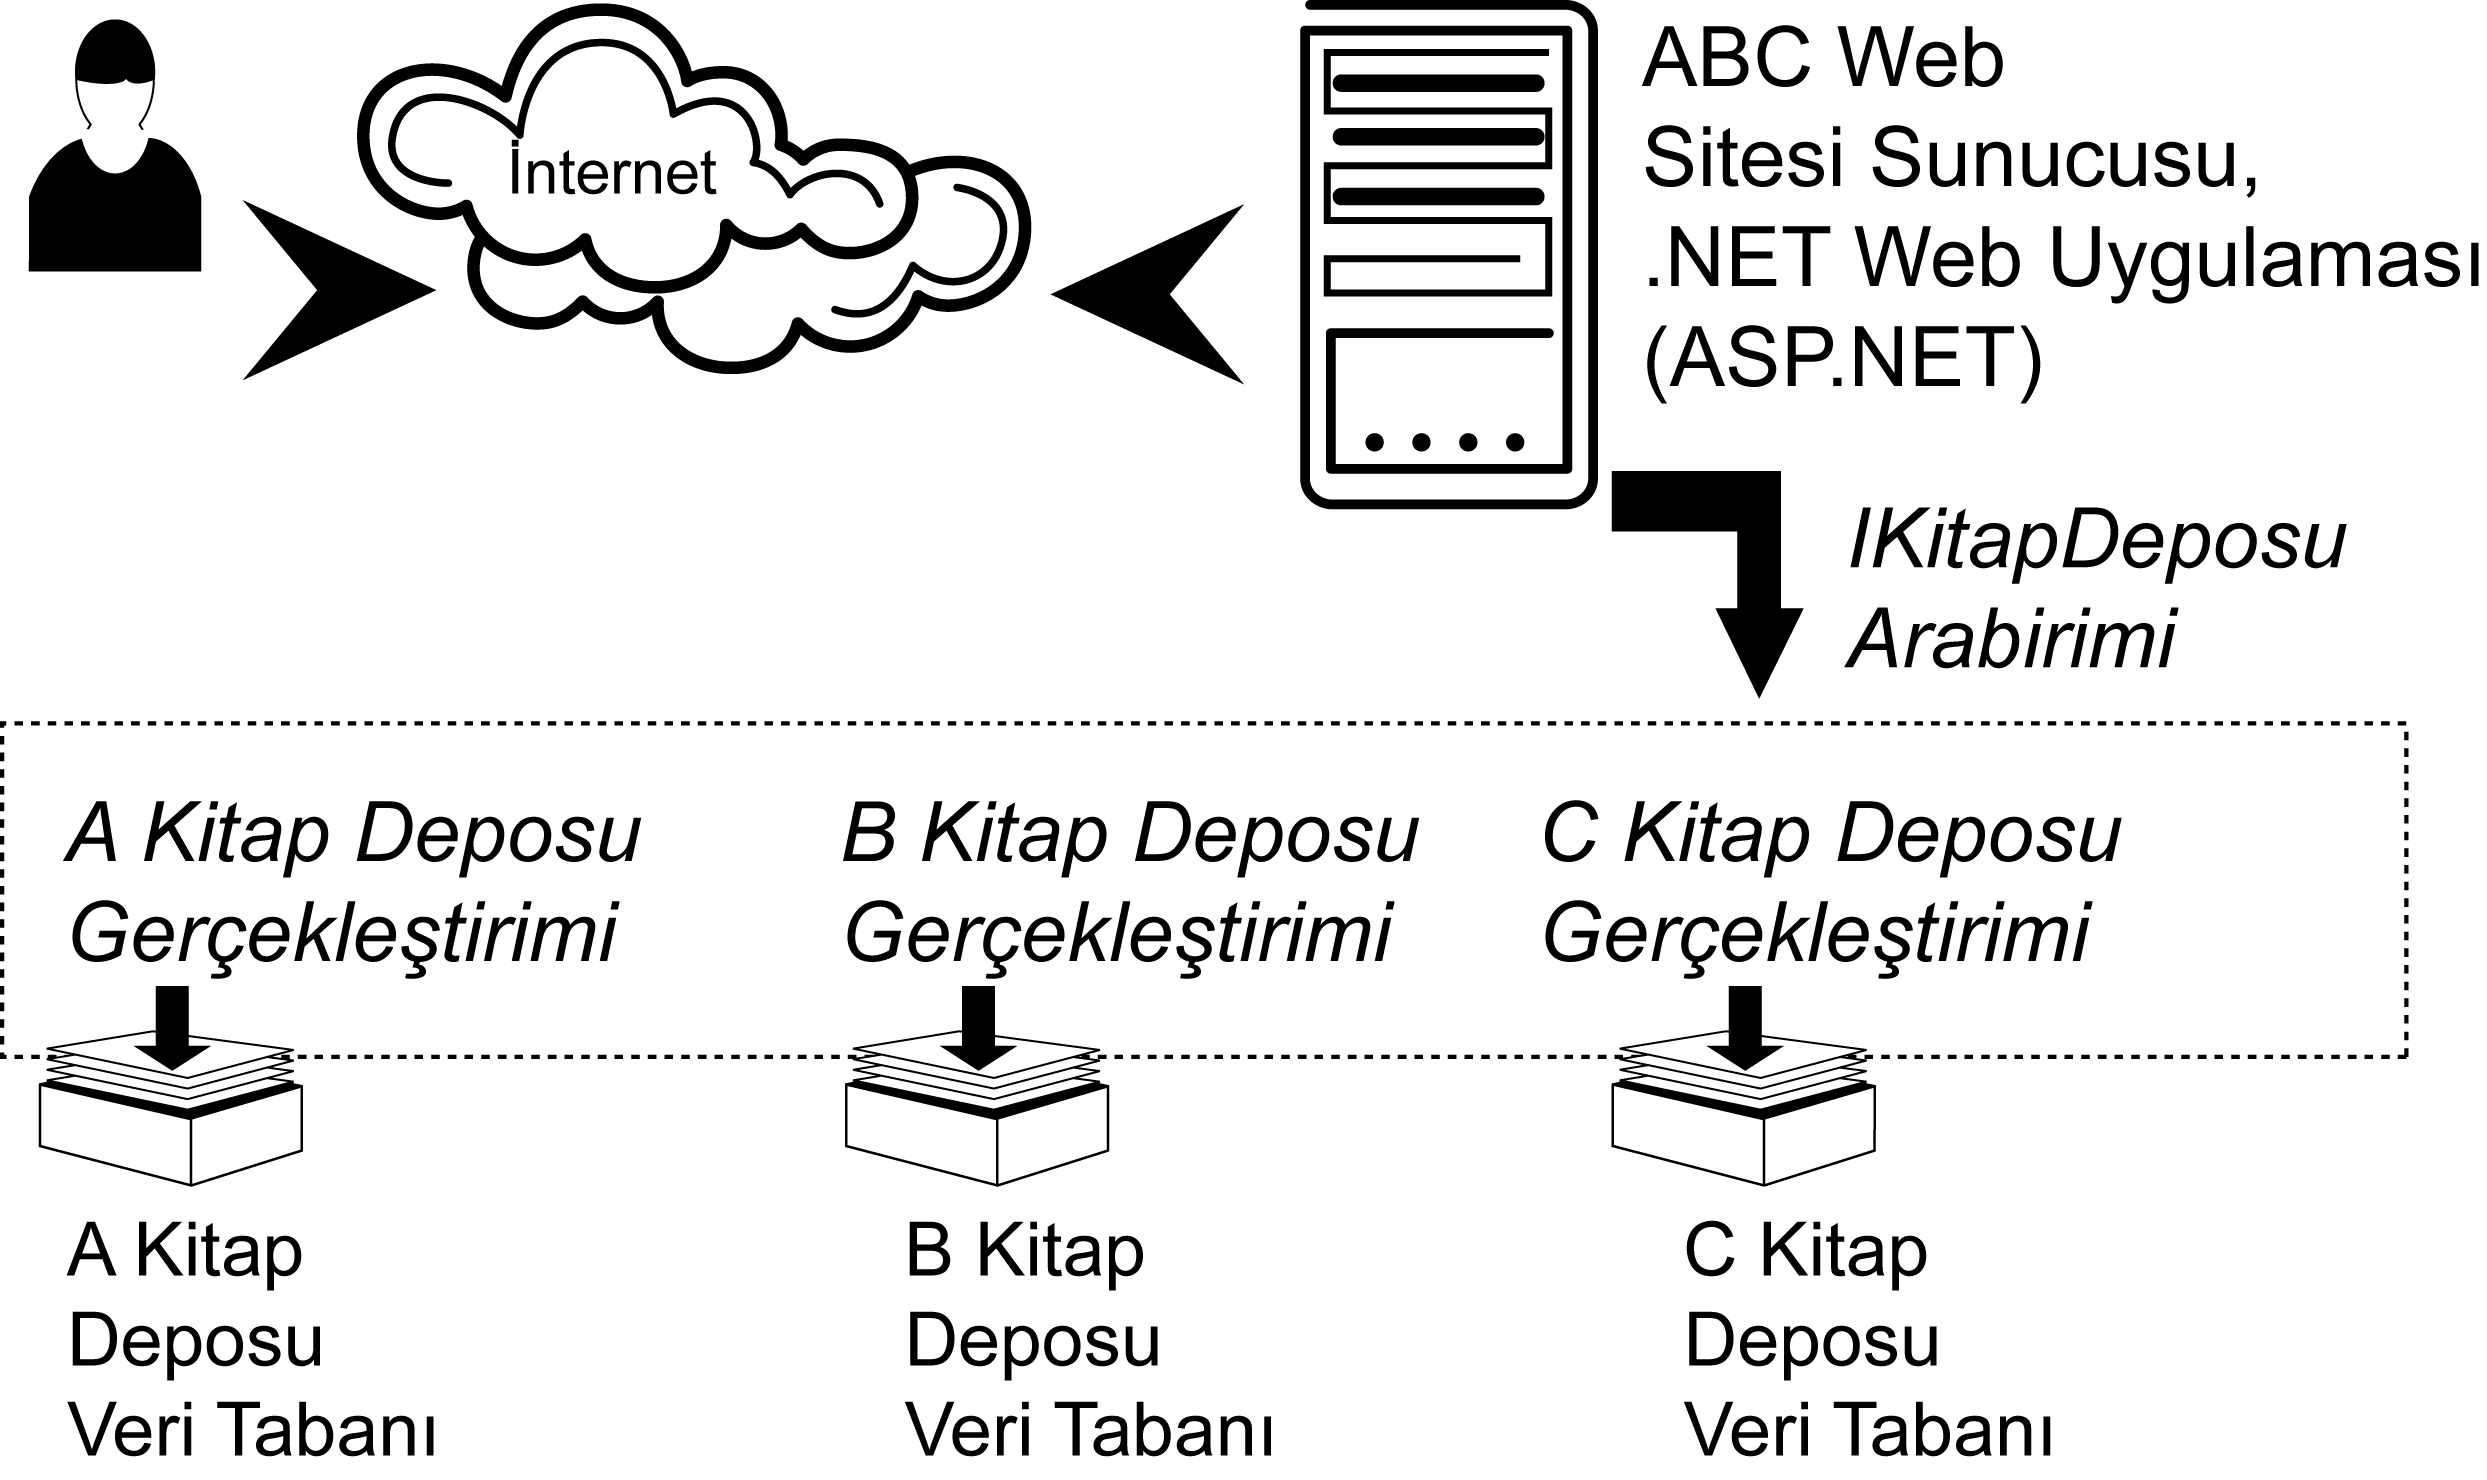 İnternet
ABC Web
Sitesi Sunucusu,
.NET Web Uygulaması
(ASP.NET)
IKitapDeposu
Arabirimi
A Kitap Deposu
Gerçekleştirimi
B Kitap Deposu
Gerçekleştirimi
C Kitap Deposu
Gerçekleştirimi
A Kitap
Deposu
Veri Tabanı
B Kitap
Deposu
Veri Tabanı
C Kitap
Deposu
Veri Tabanı